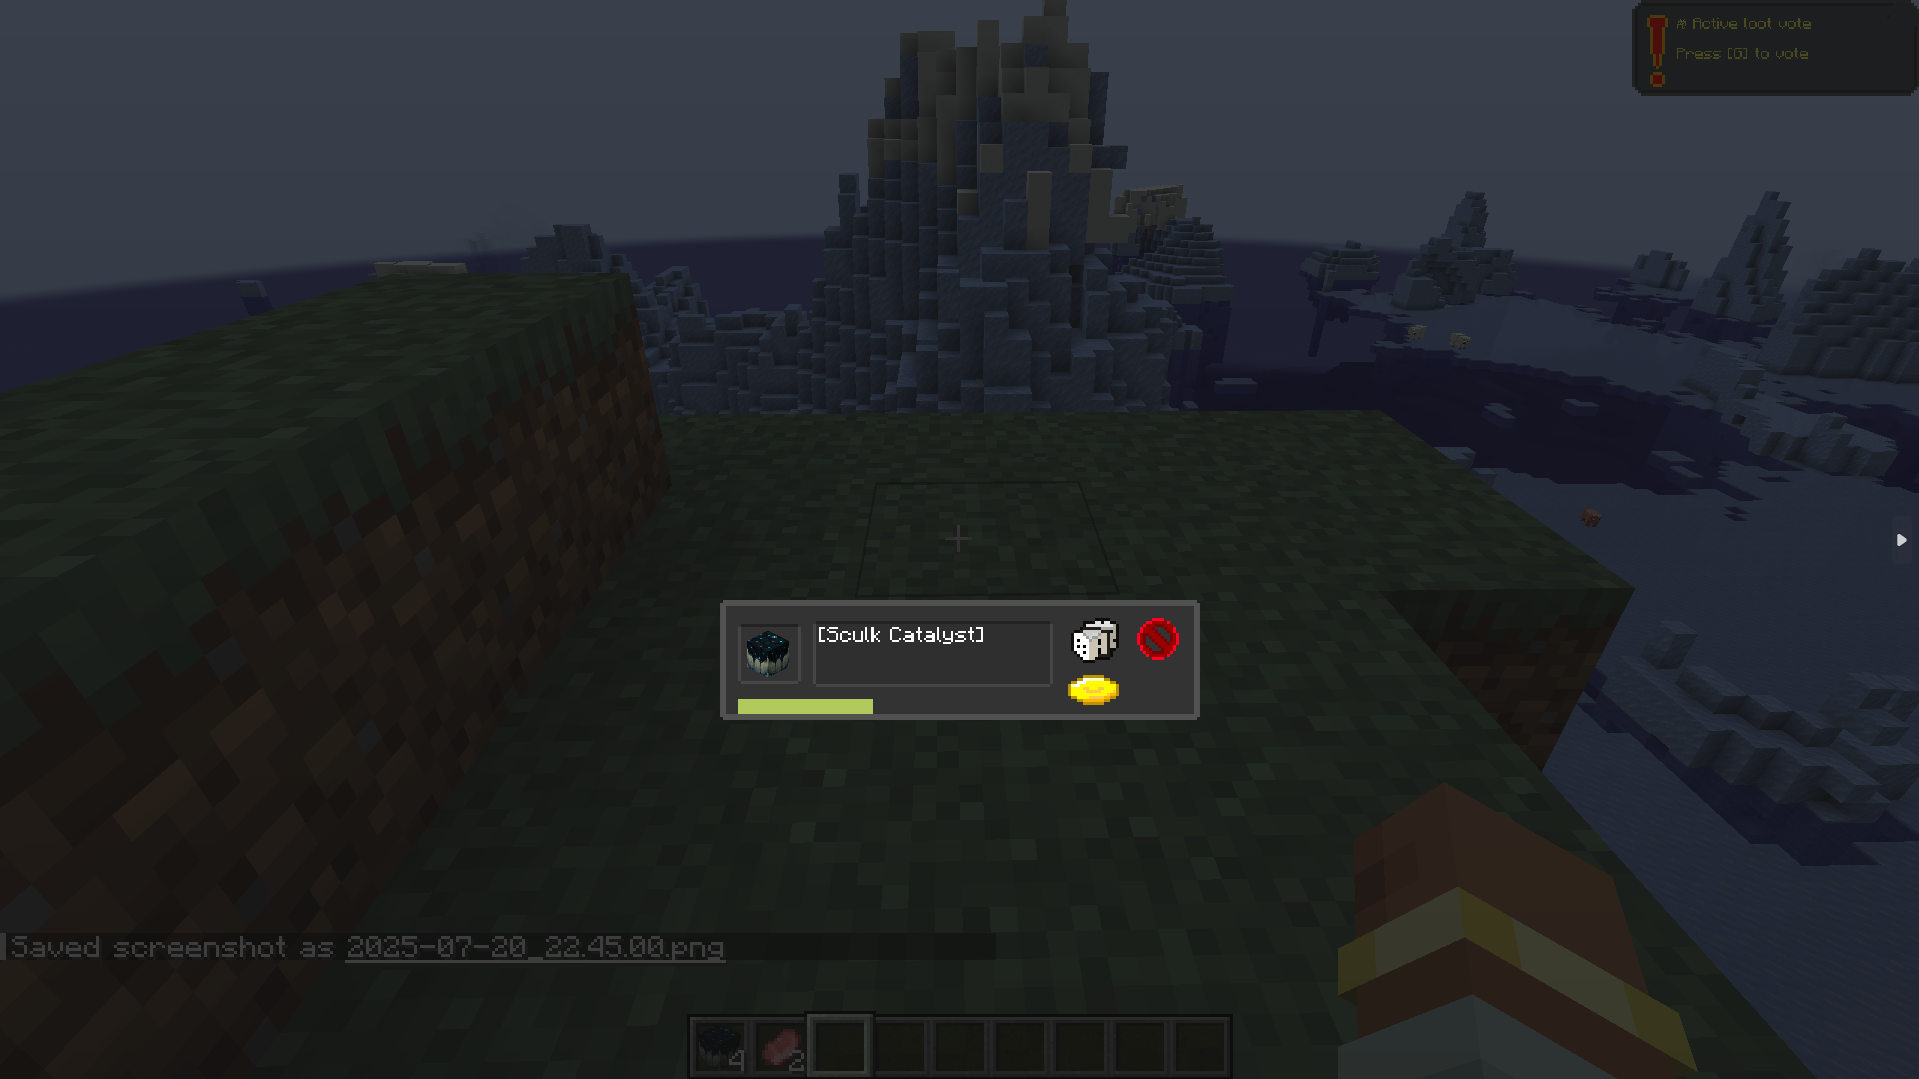 # Active loot vote
Press [G] to vote
[Sculk Catalyst]
Saved screenshot as 2025-07-20_22.45.00.png
4
2